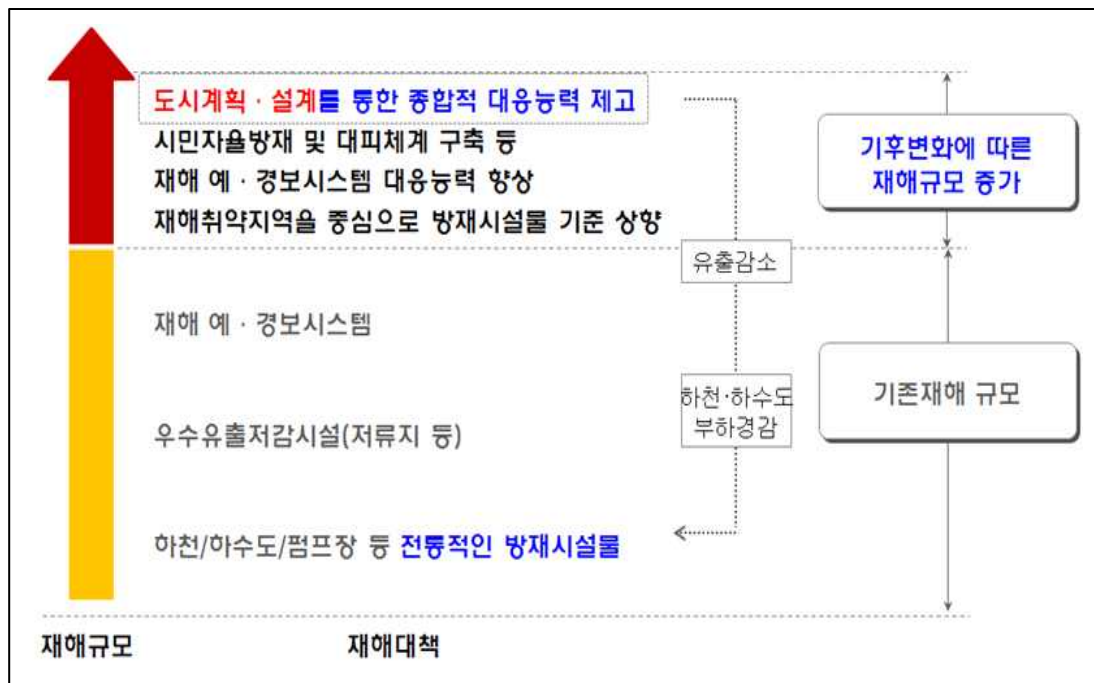 도시계획 · 설계를 통한 종합적 대응능력 제고
시민자율방재 및 대피체계 구축 등
재해 예 · 경보시스템 대응능력 향상
재해취약지역을 중심으로 방재시설물 기준 상향
기후변화에 따른
재해규모 증가
유출감소
재해 예 · 경보시스템
하천·하수도
부하경감
기존재해 규모
우수유출저감시설(저류지 등)
하천/하수도/펌프장 등 전통적인 방재시설물
재해규모
재해대책